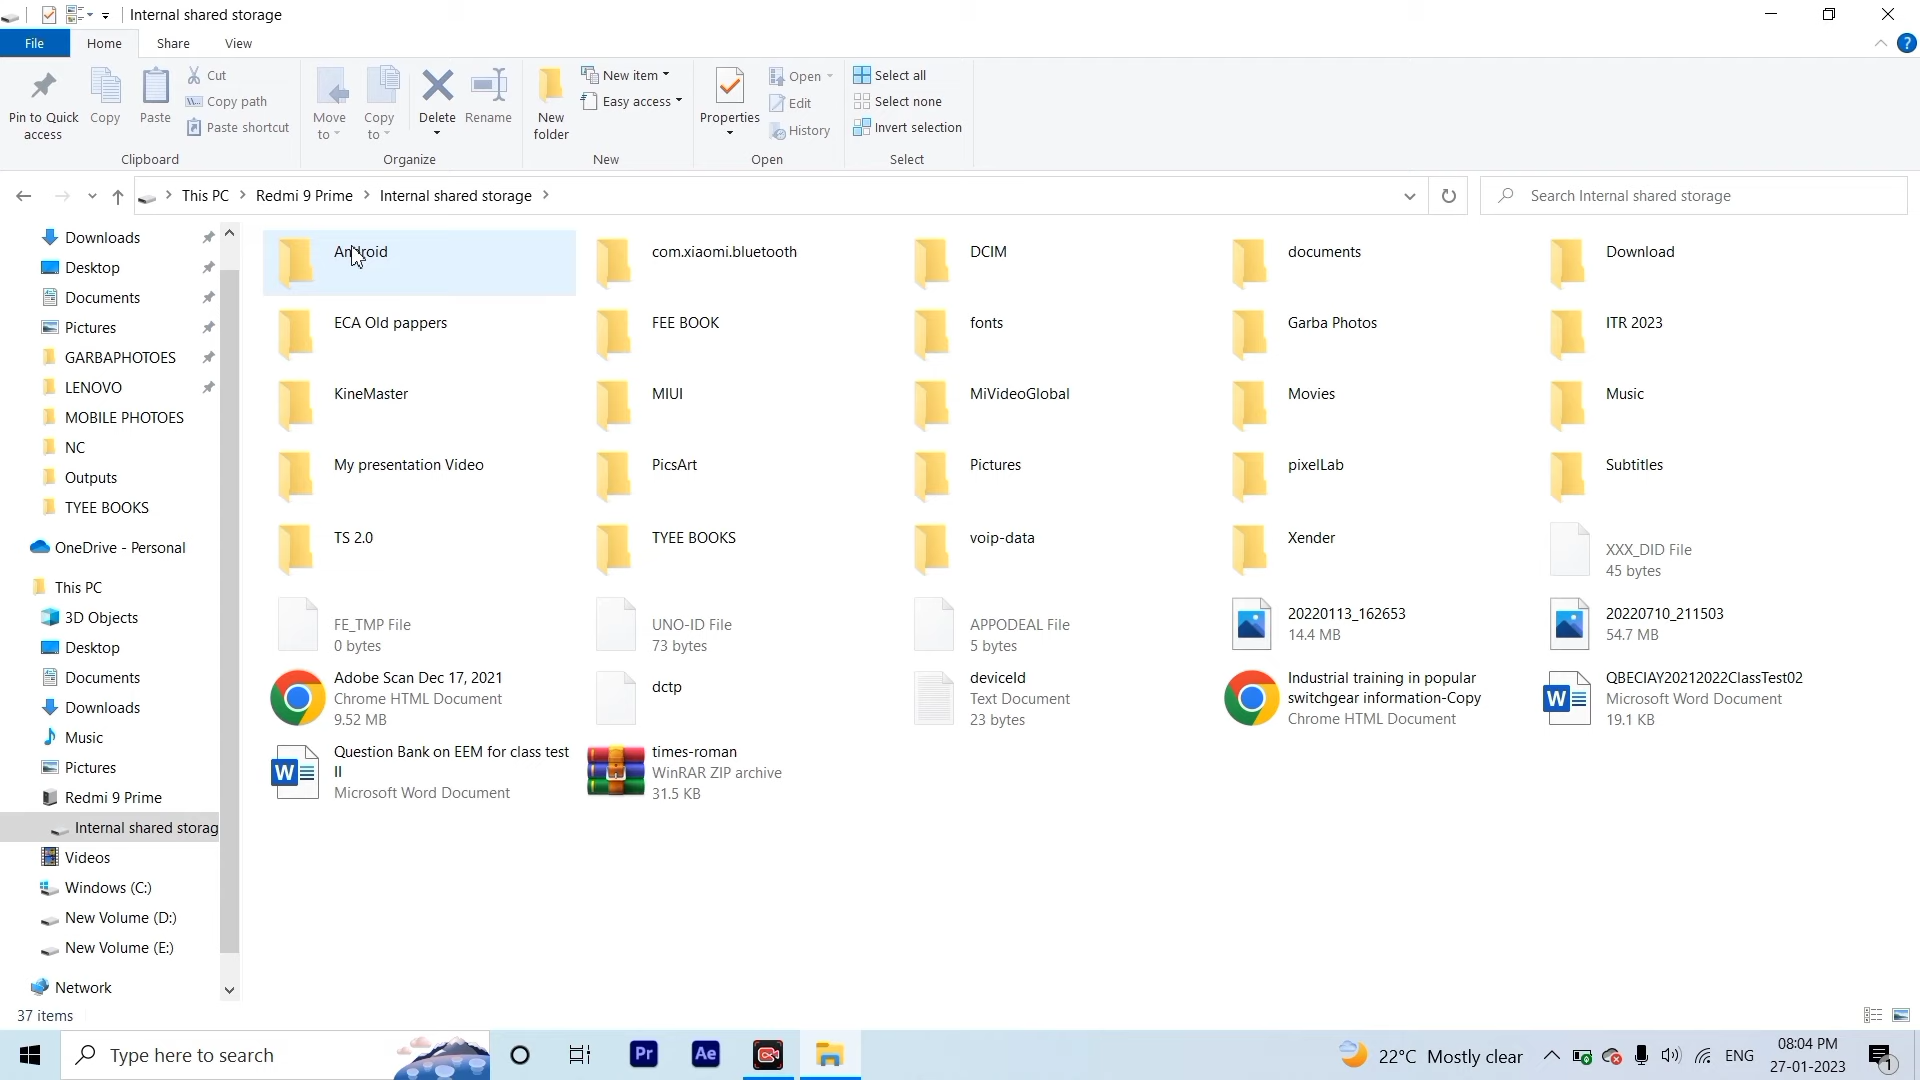 Internal shared storage
File Home Share View
Pin to Quick access
Copy
Paste
Cut
Copy path
Paste shortcut
Clipboard
Move to
Copy to
Delete
Rename
Organize
New folder
New item
Easy access
New
Properties
Open
Edit
History
Open
Select all
Select none
Invert selection
Select
This PC Redmi 9 Prime Internal shared storage
Search Internal shared storage
Downloads
Desktop
Documents
Pictures
GARBAPHOTOES
LENOVO
MOBILE PHOTOES
NC
Outputs
TYEE BOOKS
OneDrive - Personal
This PC
3D Objects
Desktop
Documents
Downloads
Music
Pictures
Redmi 9 Prime
Internal shared storag
Videos
Windows (C:)
New Volume (D:)
New Volume (E:)
Network
Android
com.xiaomi.bluetooth
DCIM
documents
Download
ECA Old pappers
FEE BOOK
fonts
Garba Photos
ITR 2023
KineMaster
MIUI
MiVideoGlobal
Movies
Music
My presentation Video
PicsArt
Pictures
pixelLab
Subtitles
TS 2.0
TYEE BOOKS
voip-data
Xender
XXX_DID File
45 bytes
FE_TMP File
0 bytes
UNO-ID File
73 bytes
APPODEAL File
5 bytes
20220113_162653
14.4 MB
20220710_211503
54.7 MB
Adobe Scan Dec 17, 2021
Chrome HTML Document
9.52 MB
dctp
deviceId
Text Document
23 bytes
Industrial training in popular
switchgear information-Copy
Chrome HTML Document
QBECIAY20212022ClassTest02
Microsoft Word Document
19.1 KB
Question Bank on EEM for class test
II
Microsoft Word Document
times-roman
WinRAR ZIP archive
31.5 KB
37 items
Type here to search
Pr
Ae
22°C Mostly clear
ENG
08:04 PM
27-01-2023
1